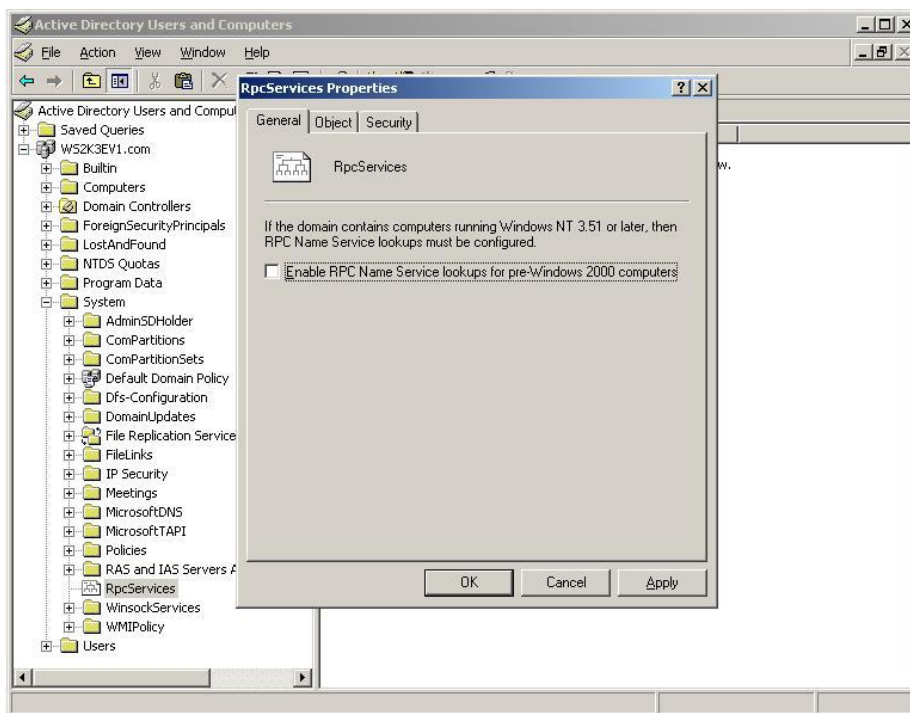 Active Directory Users and Computers
File Action View Window Help
Active Directory Users and Comput
Saved Queries
WS2K3EV1.com
Builtin
Computers
Domain Controllers
ForeignSecurityPrincipals
LostAndFound
NTDS Quotas
Program Data
System
AdminSDHolder
ComPartitions
ComPartitionSets
Default Domain Policy
Dfs-Configuration
DomainUpdates
File Replication Service
FileLinks
IP Security
Meetings
MicrosoftDNS
MicrosoftTAPI
Policies
RAS and IAS Servers A
RpcServices
WinsockServices
WMIPolicy
Users
RpcServices Properties
General Object Security
RpcServices
If the domain contains computers running Windows NT 3.51 or later, then
RPC Name Service lookups must be configured.
Enable RPC Name Service lookups for pre-Windows 2000 computers
OK Cancel Apply
w.